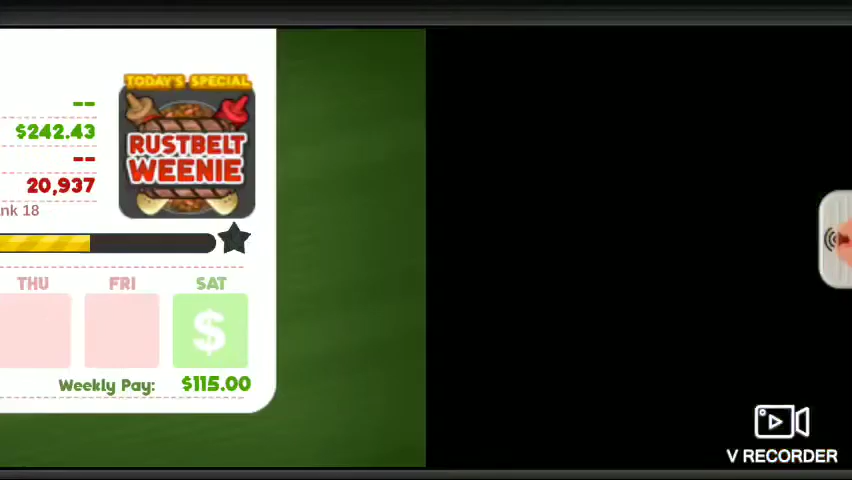 TODAY'S SPECIAL
RUSTBELT
WEENIE
--
$242.43
--
20,937
nk 18
THU FRI SAT
$
Weekly Pay: $115.00
V RECORDER